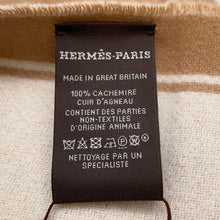 HERMÈS-PARIS
MADE IN GREAT BRITAIN
100% CACHEMIRE
CUIR D'AGNEAU
CONTIENT DES PARTIES
NON-TEXTILES
D'ORIGINE ANIMALE
NETTOYAGE PAR UN
SPECIALISTE